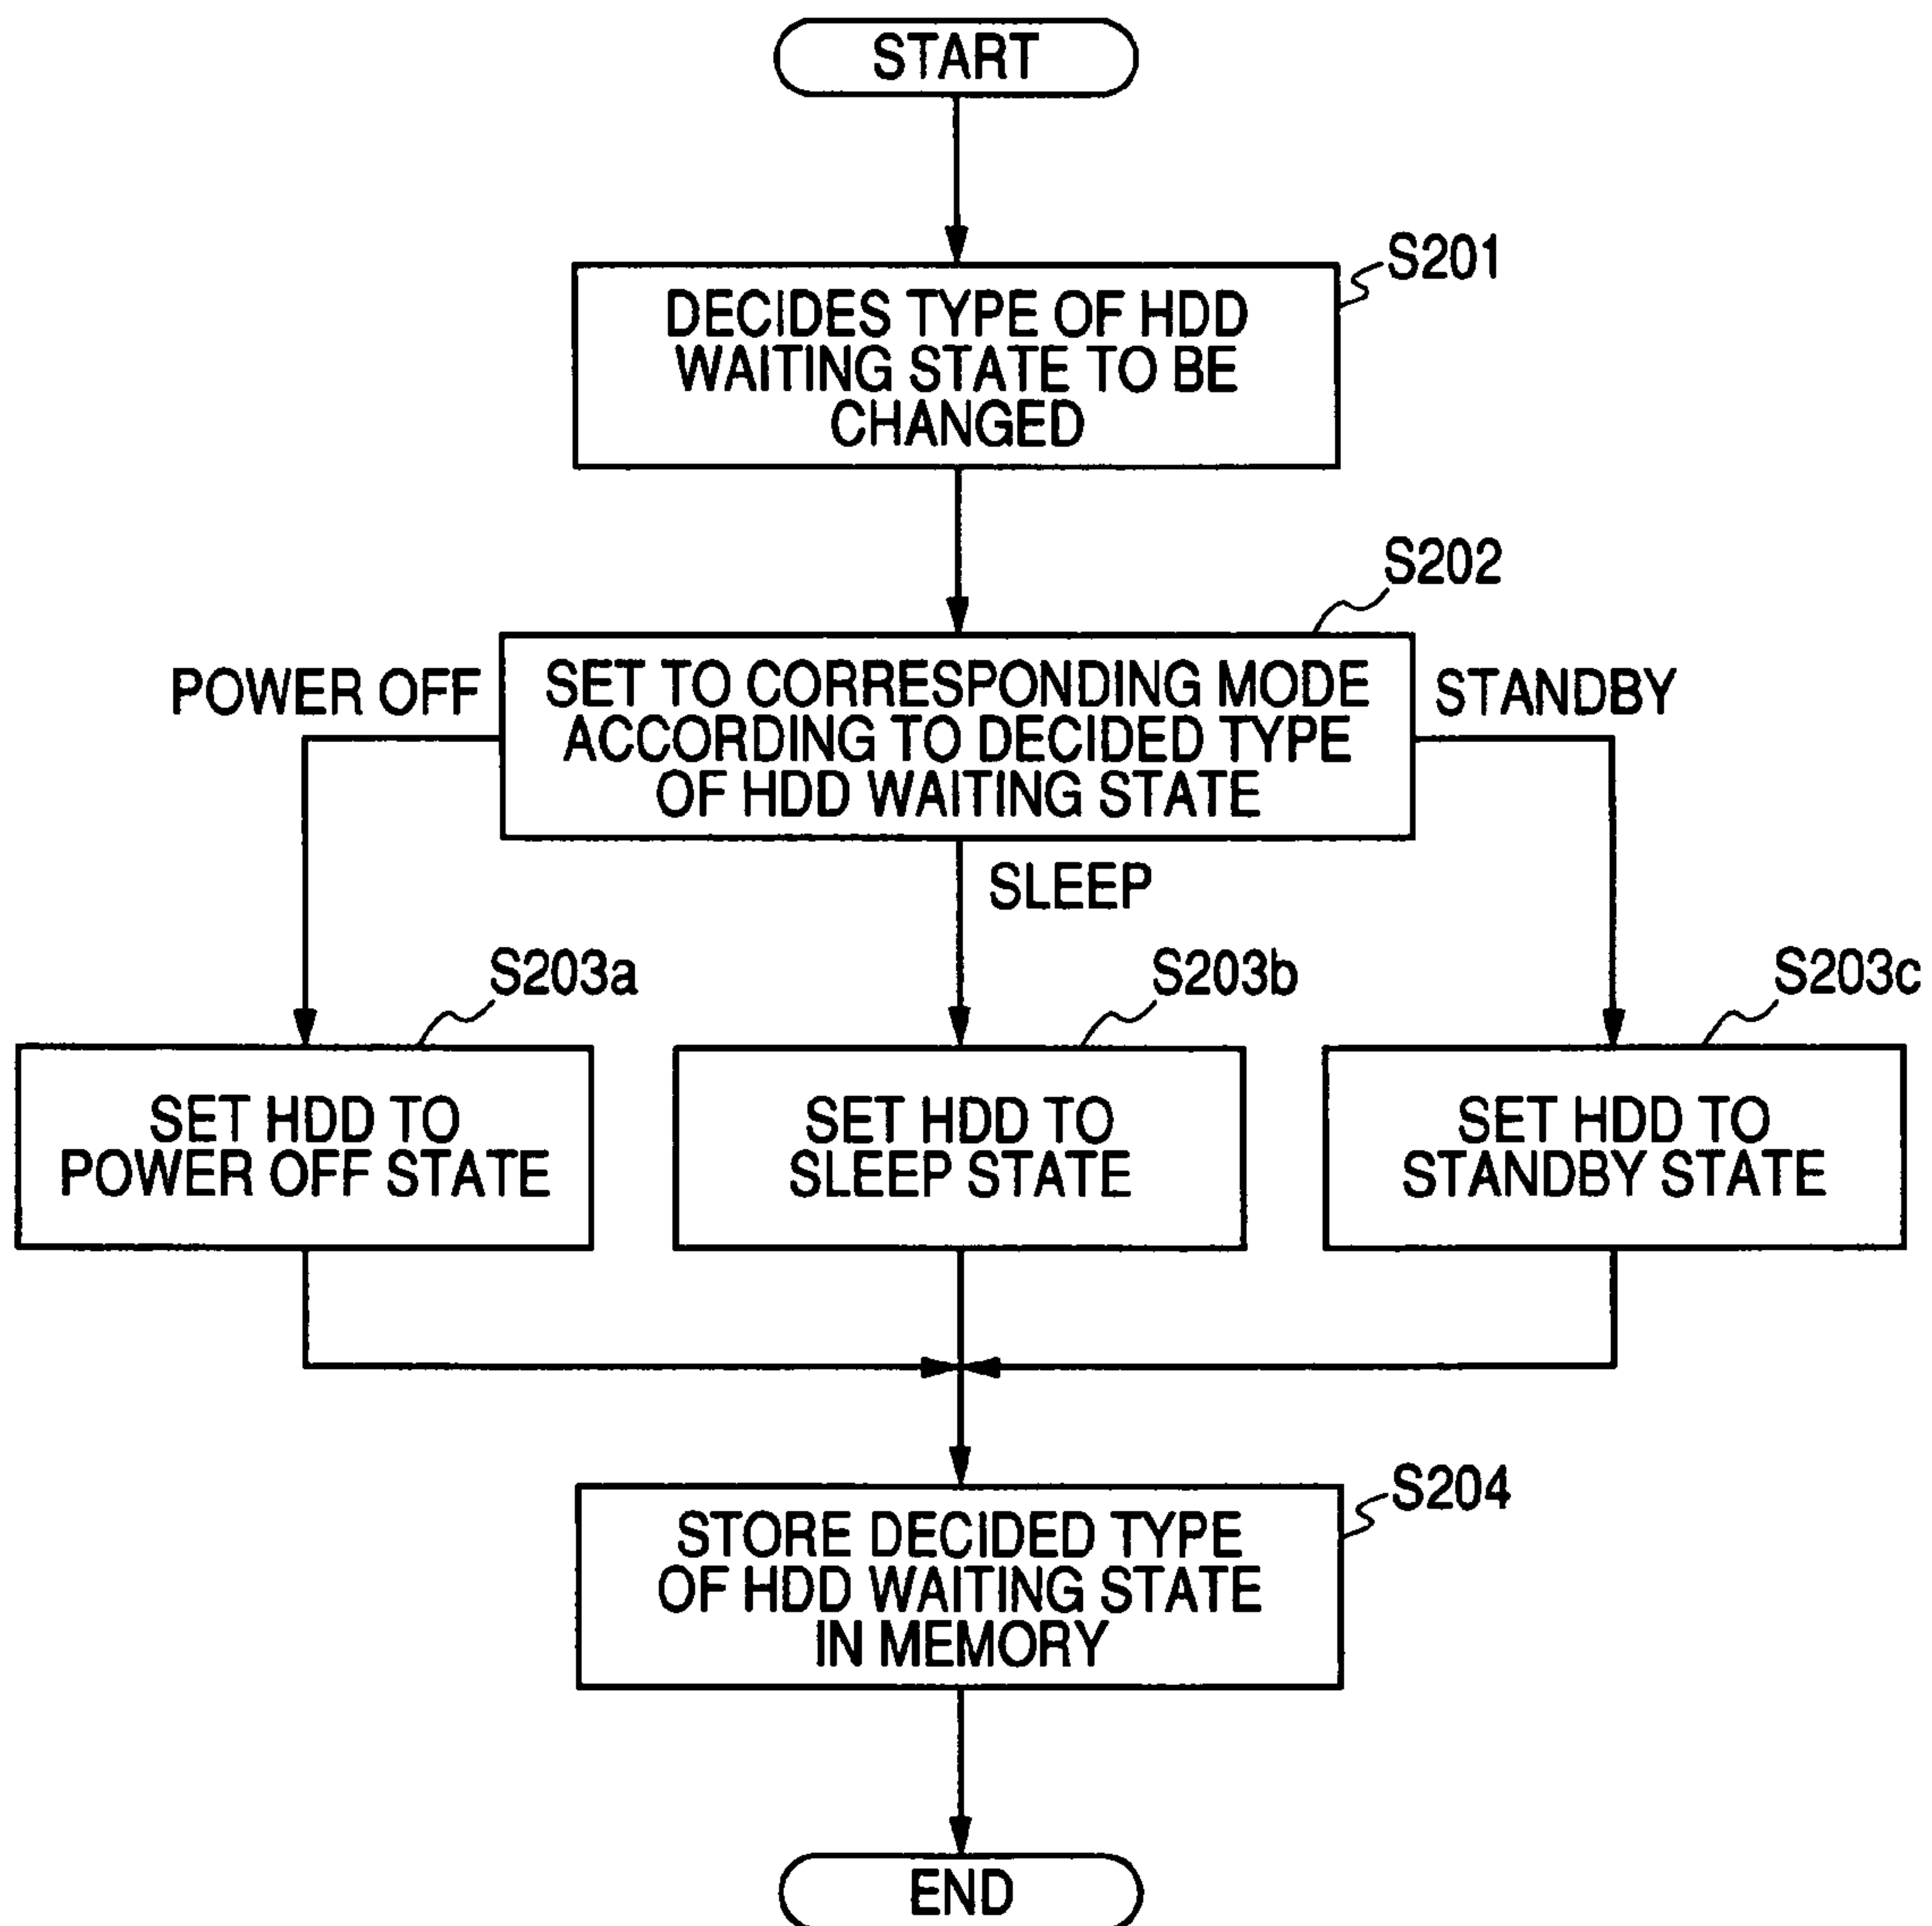 START
S201
DECIDES TYPE OF HDD
WAITING STATE TO BE
CHANGED
S202
POWER OFF
SET TO CORRESPONDING MODE
ACCORDING TO DECIDED TYPE
OF HDD WAITING STATE
STANDBY
SLEEP
S203a
S203b
S203c
SET HDD TO
POWER OFF STATE
SET HDD TO
SLEEP STATE
SET HDD TO
STANDBY STATE
S204
STORE DECIDED TYPE
OF HDD WAITING STATE
IN MEMORY
END